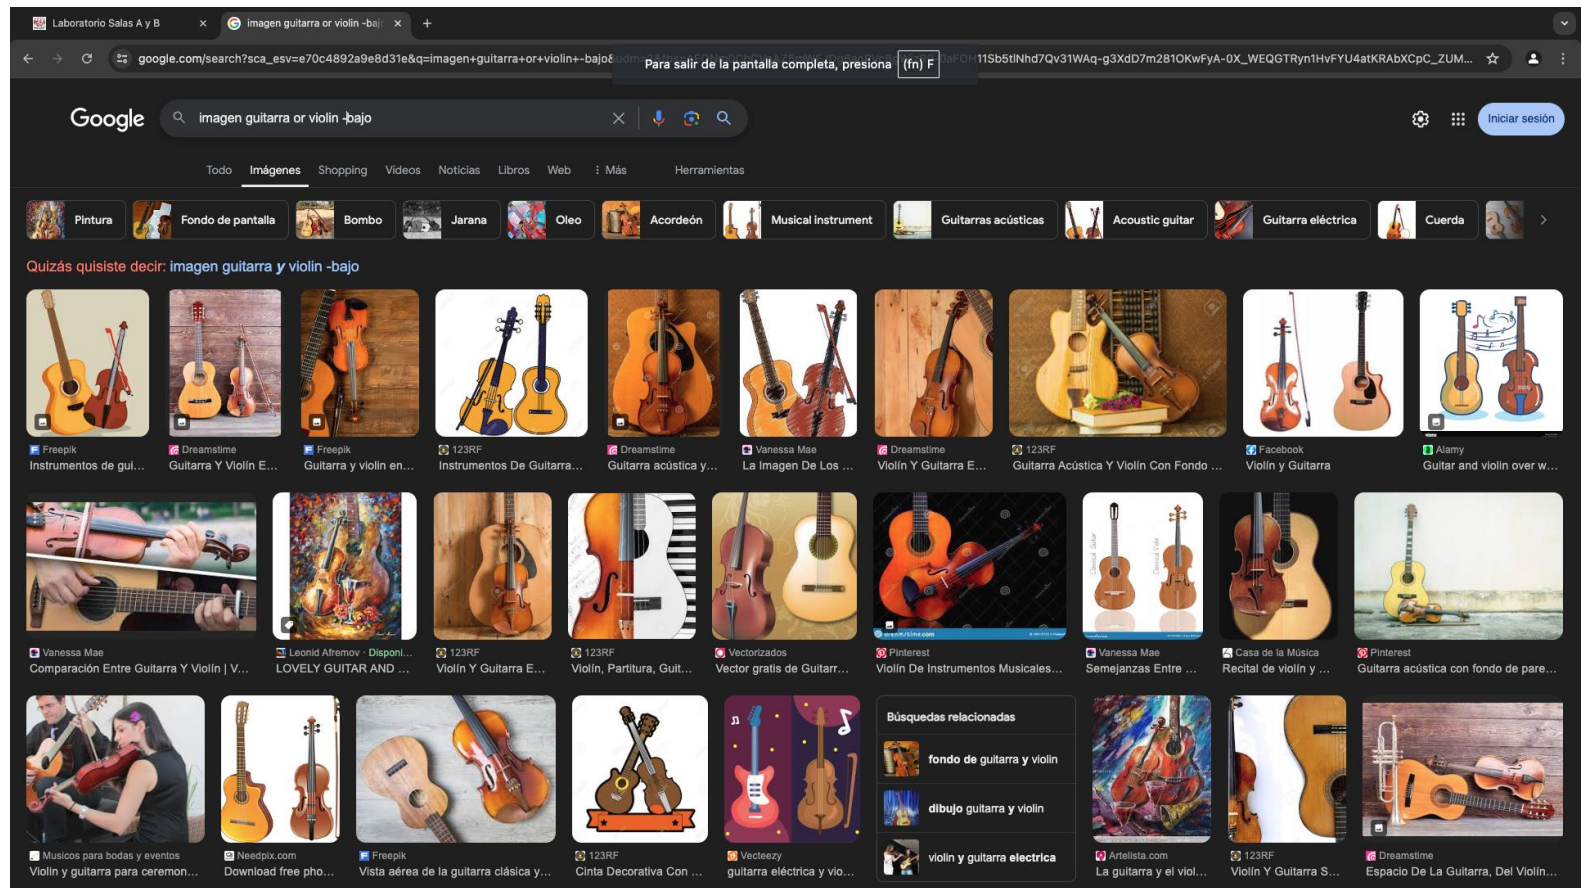 Laboratorio Salas A y B
imagen guitarra or violin -baj
google.com/search?sca_esv=e70c4892a9e8d31e&q=imagen+guitarra+or+violin+-bajo&
Para salir de la pantalla completa, presiona (fn) F
Google
imagen guitarra or violin -bajo
Iniciar sesión
Todo Imágenes Shopping Videos Noticias Libros Web Más Herramientas
Pintura Fondo de pantalla Bombo Jarana Oleo Acordeón Musical instrument Guitarras acústicas Acoustic guitar Guitarra eléctrica Cuerda
Quizás quisiste decir: imagen guitarra y violin -bajo
Freepik
Instrumentos de gui...
Dreamstime
Guitarra Y Violín E...
Freepik
Guitarra y violin en...
123RF
Instrumentos De Guitarra...
Dreamstime
Guitarra acústica y...
Vanessa Mae
La Imagen De Los ...
Dreamstime
Violín Y Guitarra E...
123RF
Guitarra Acústica Y Violín Con Fondo ...
Facebook
Violín y Guitarra
Alamy
Guitar and violin over w...
Vanessa Mae
Comparación Entre Guitarra Y Violín | V...
Leonid Afremov · Disponi...
LOVELY GUITAR AND ...
123RF
Violín Y Guitarra E...
123RF
Violín, Partitura, Guit...
Vectorizados
Vector gratis de Guitarr...
dreamstime.com
Pinterest
Violín De Instrumentos Musicales...
Classical Guitar
Classical Violin
Vanessa Mae
Semejanzas Entre ...
Casa de la Música
Recital de violín y ...
Pinterest
Guitarra acústica con fondo de pare...
Musicos para bodas y eventos
Violin y guitarra para ceremon...
Needpix.com
Download free pho...
Freepik
Vista aérea de la guitarra clásica y...
123RF
Cinta Decorativa Con ...
Vecteezy
guitarra eléctrica y vio...
Búsquedas relacionadas
fondo de guitarra y violin
dibujo guitarra y violin
violin y guitarra electrica
Artelista.com
La guitarra y el viol...
123RF
Violín Y Guitarra S...
Dreamstime
Espacio De La Guitarra, Del Violín...